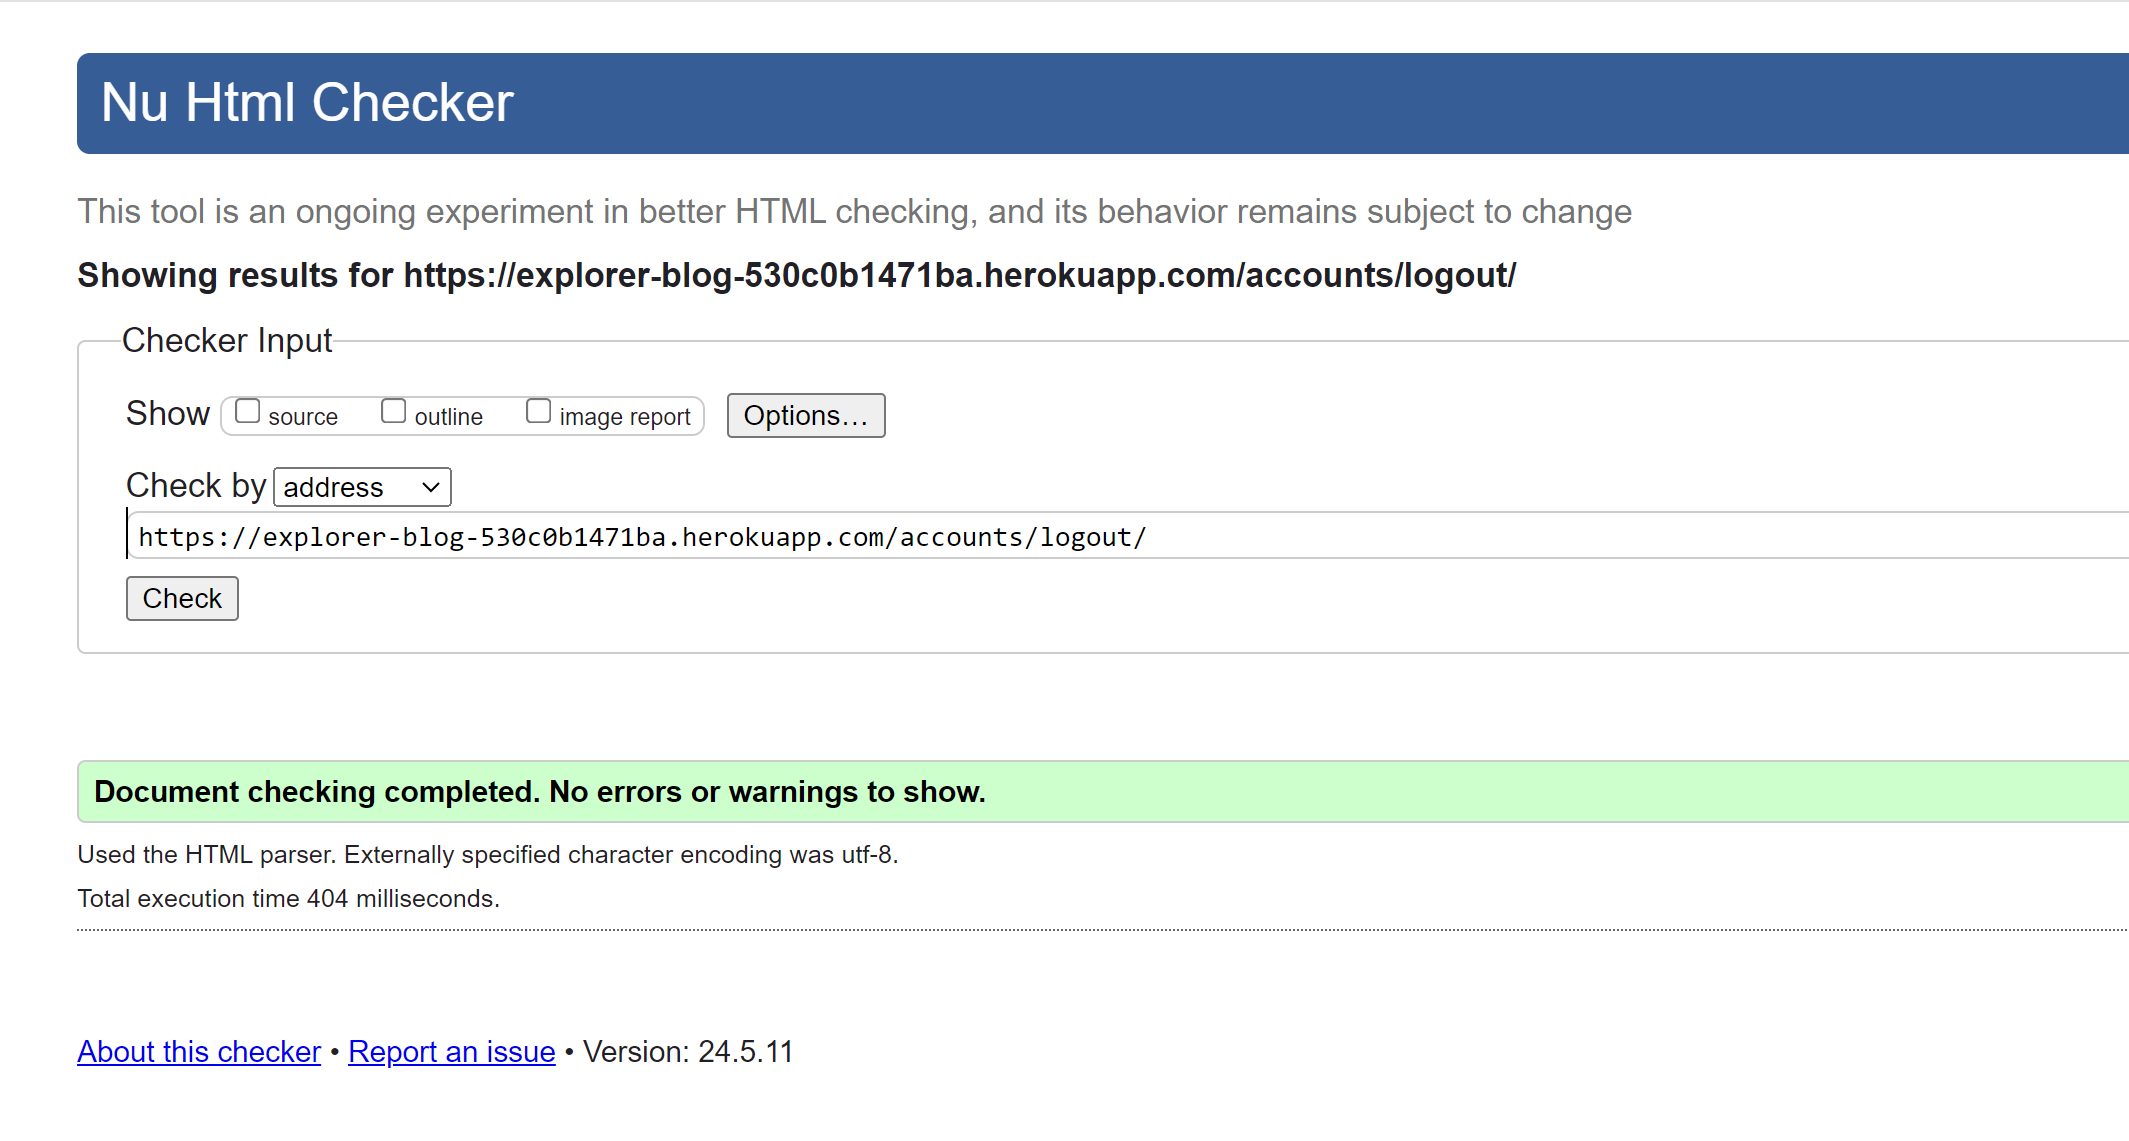 Nu Html Checker
This tool is an ongoing experiment in better HTML checking, and its behavior remains subject to change
Showing results for https://explorer-blog-530c0b1471ba.herokuapp.com/accounts/logout/
Checker Input
Show source outline image report Options…
Check by address
https://explorer-blog-530c0b1471ba.herokuapp.com/accounts/logout/
Check
Document checking completed. No errors or warnings to show.
Used the HTML parser. Externally specified character encoding was utf-8.
Total execution time 404 milliseconds.
About this checker • Report an issue • Version: 24.5.11